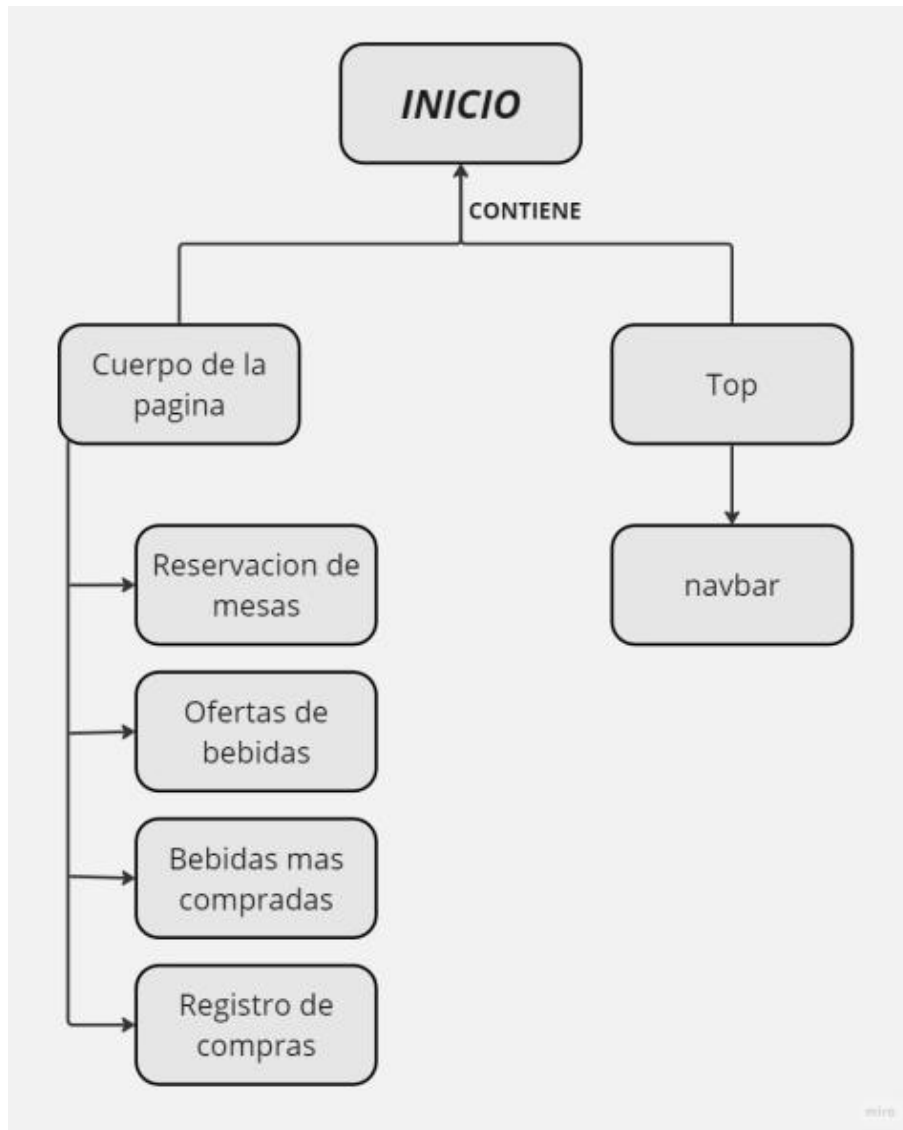 INICIO
CONTIENE
Cuerpo de la
pagina
Top
Reservacion de
mesas
navbar
Ofertas de
bebidas
Bebidas mas
compradas
Registro de
compras
miro